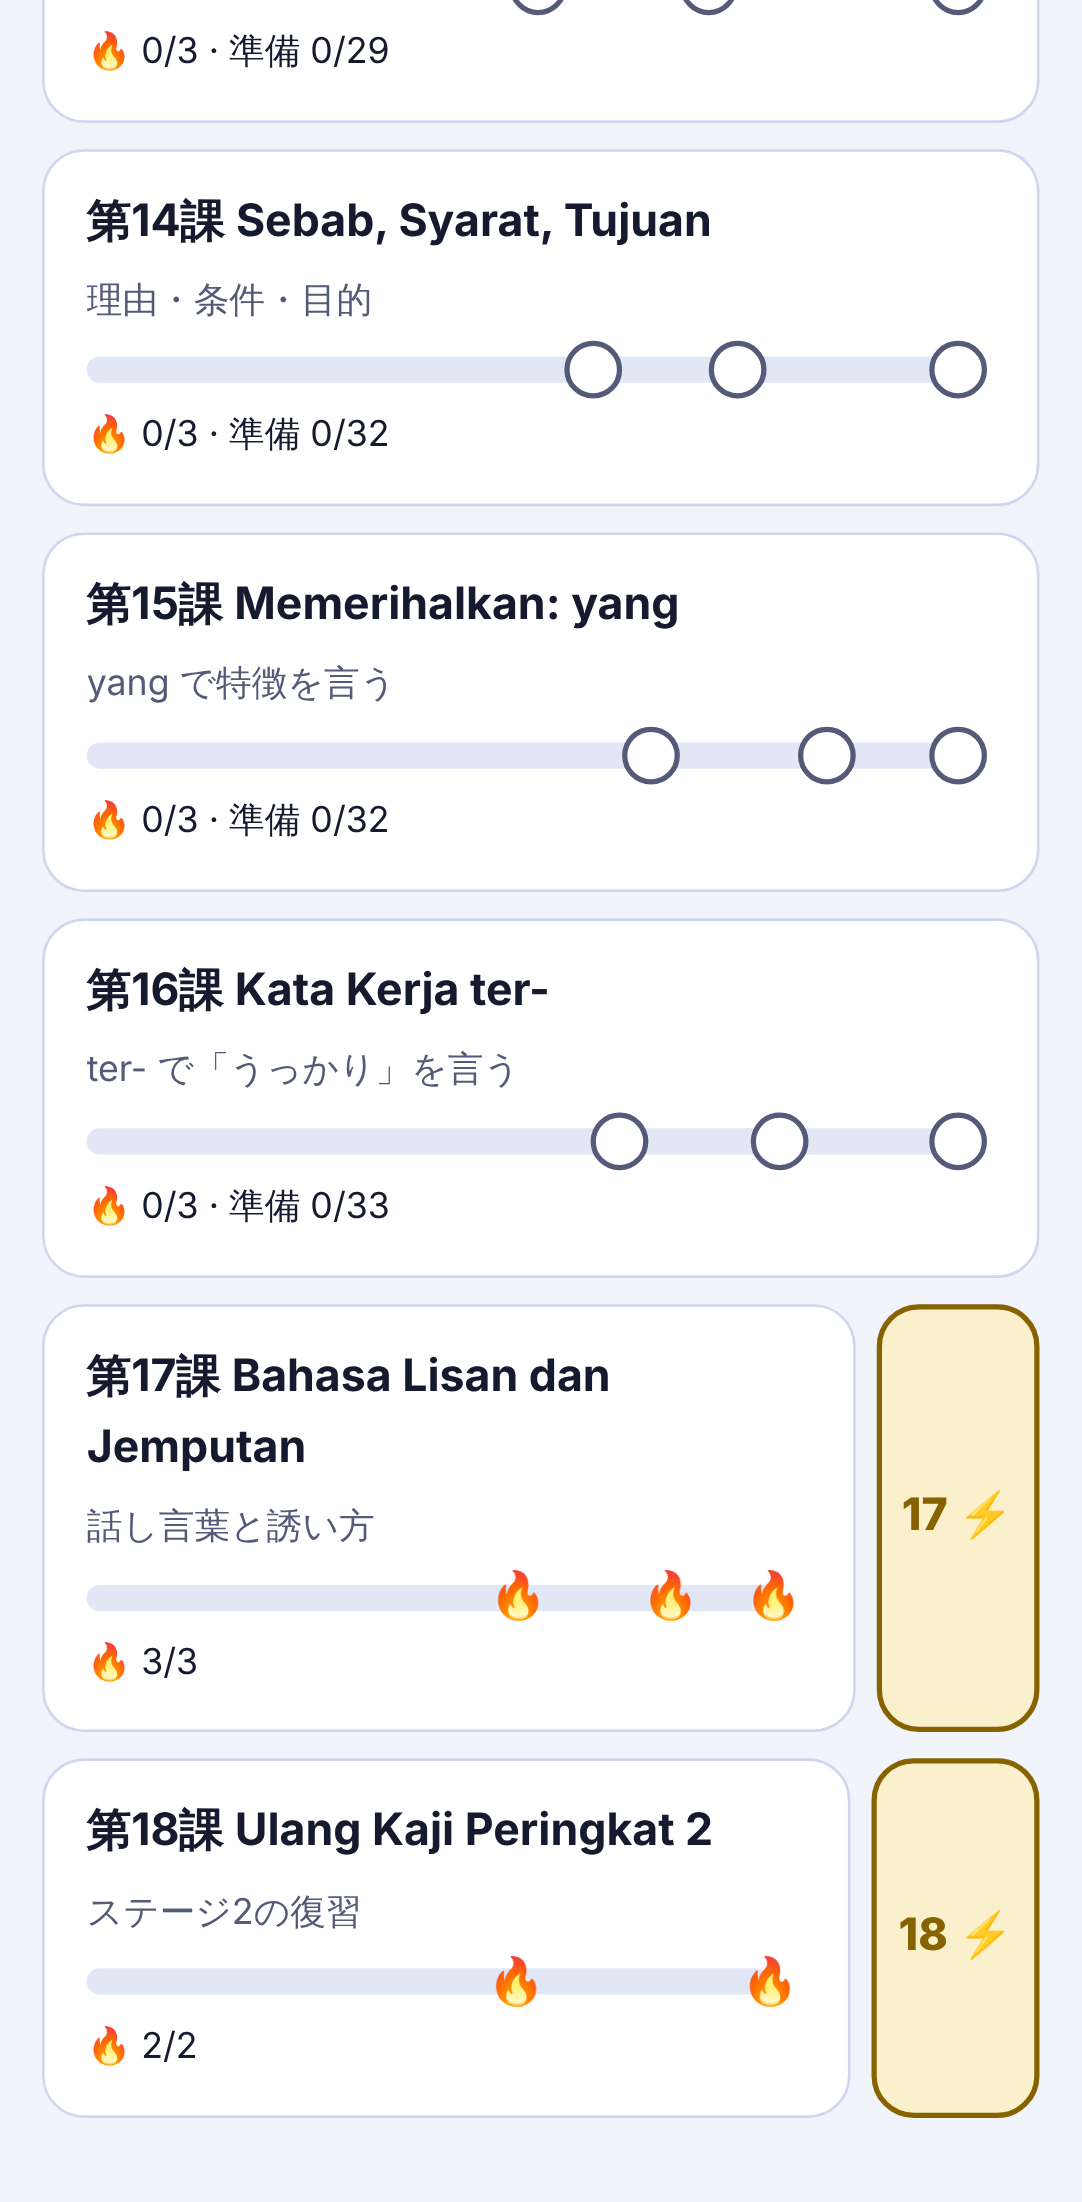 🔥 0/3 · 準備 0/29
第14課 Sebab, Syarat, Tujuan
理由・条件・目的
🔥 0/3 · 準備 0/32
第15課 Memerihalkan: yang
yang で特徴を言う
🔥 0/3 · 準備 0/32
第16課 Kata Kerja ter-
ter- で「うっかり」を言う
🔥 0/3 · 準備 0/33
第17課 Bahasa Lisan dan
Jemputan
話し言葉と誘い方
🔥 3/3
17 ⚡
第18課 Ulang Kaji Peringkat 2
ステージ2の復習
🔥 2/2
18 ⚡